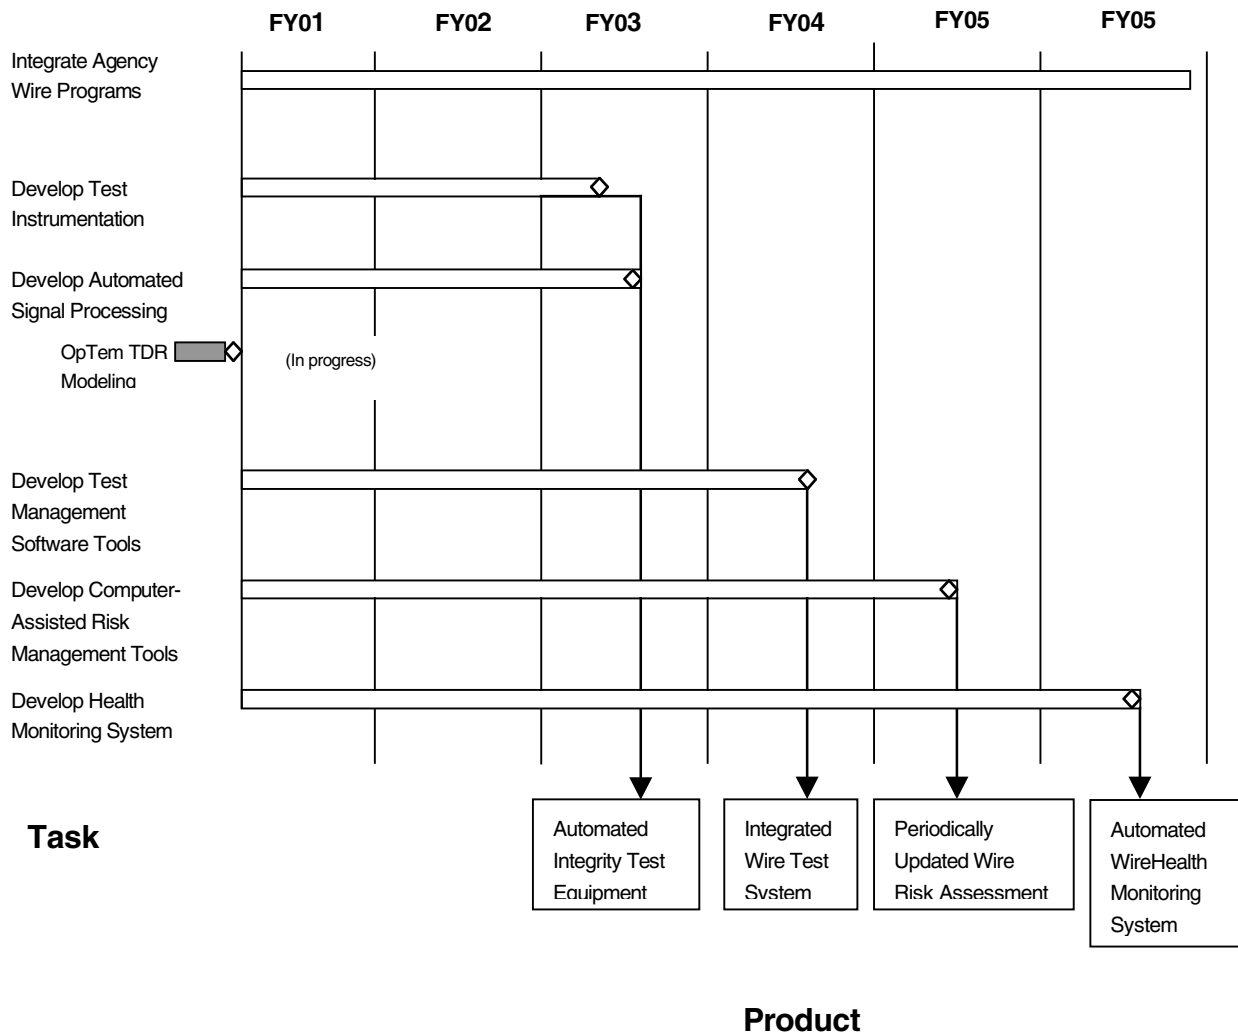 FY01 FY02 FY03 FY04 FY05 FY05
Integrate Agency
Wire Programs
Develop Test
Instrumentation
Develop Automated
Signal Processing
OpTem TDR
(In progress)
Modeling
Develop Test
Management
Software Tools
Develop Computer-
Assisted Risk
Management Tools
Develop Health
Monitoring System
Task
Automated
Integrity Test
Equipment
Integrated
Wire Test
System
Periodically
Updated Wire
Risk Assessment
Automated
WireHealth
Monitoring
System
Product